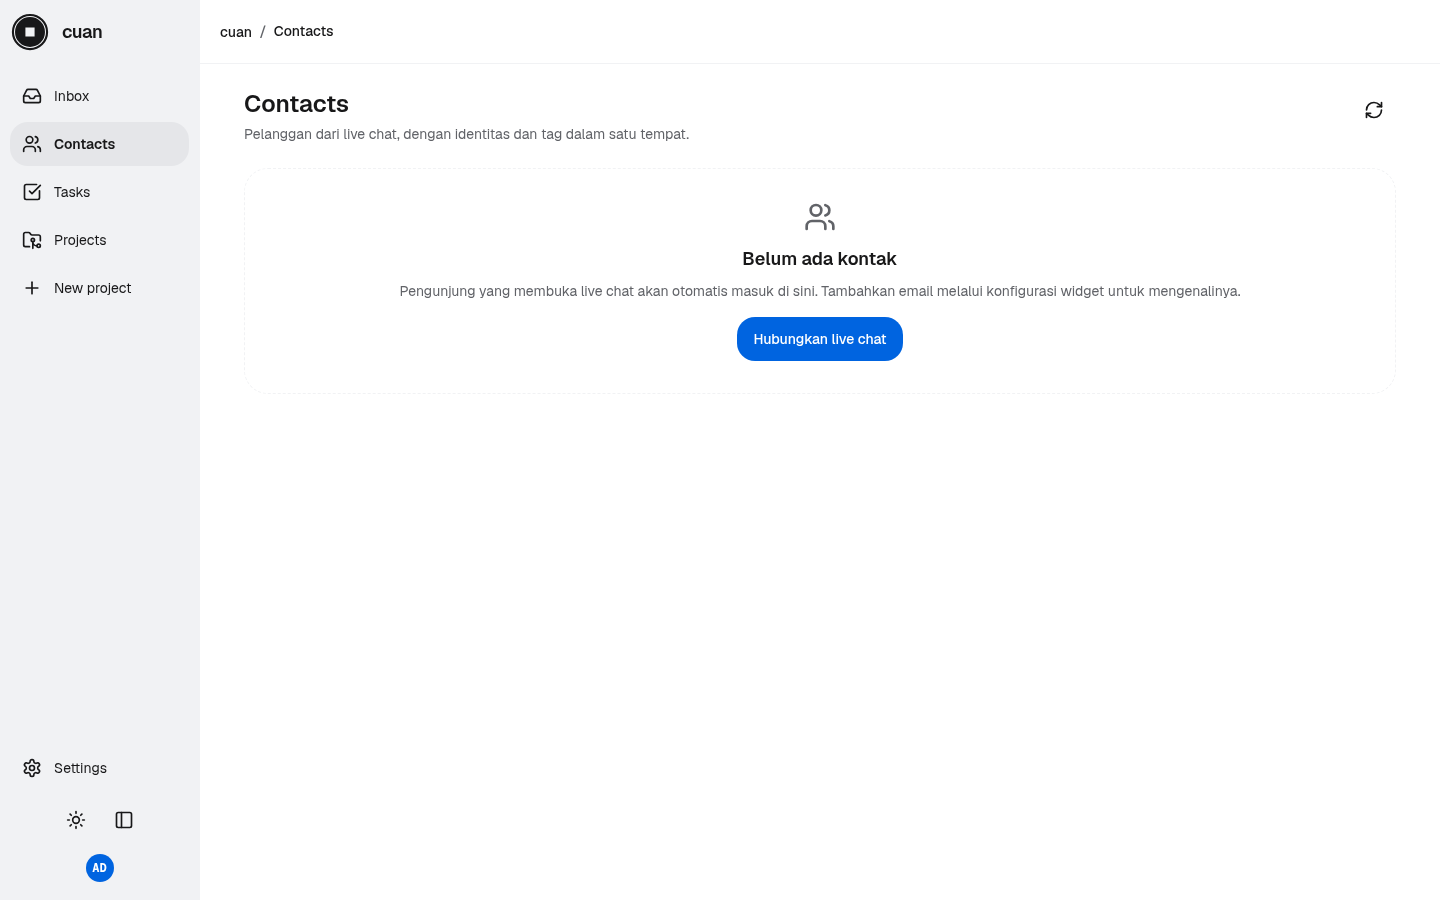 cuan
cuan / Contacts
Inbox
Contacts
Tasks
Projects
New project
Contacts
Pelanggan dari live chat, dengan identitas dan tag dalam satu tempat.
Belum ada kontak
Pengunjung yang membuka live chat akan otomatis masuk di sini. Tambahkan email melalui konfigurasi widget untuk mengenalinya.
Hubungkan live chat
Settings
AD